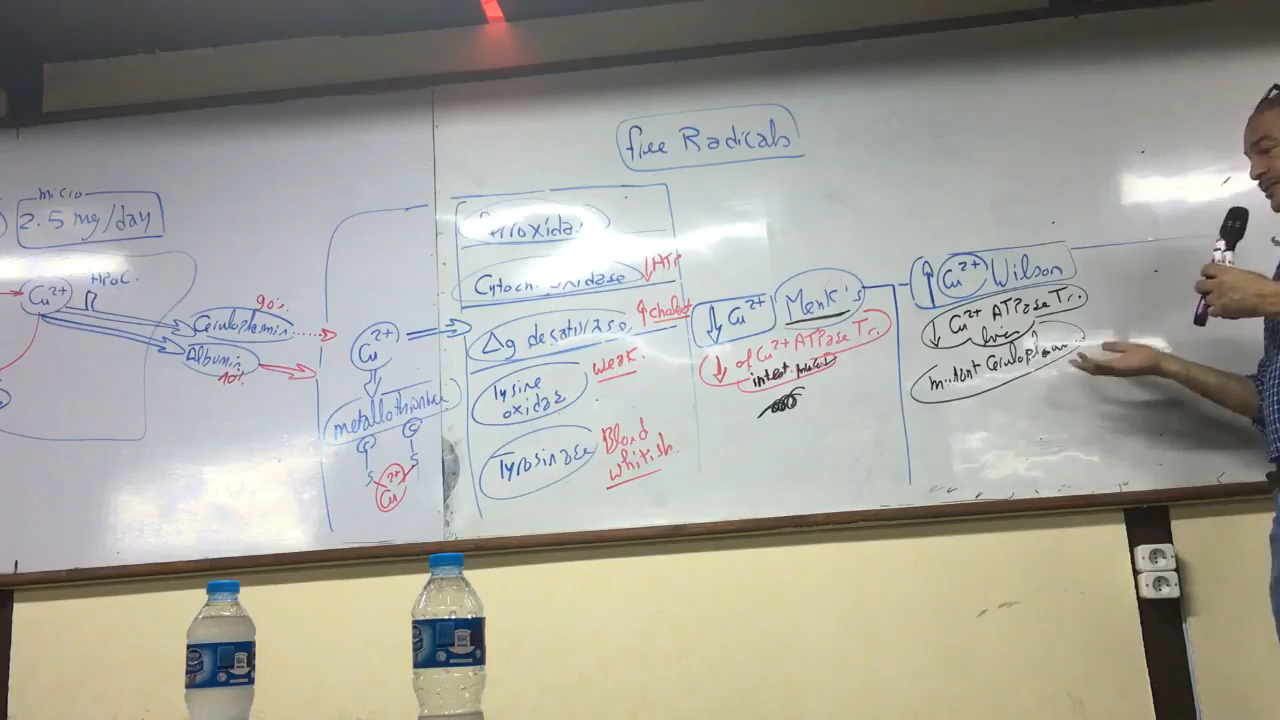 free Radicals
micro
2.5 mg/day
Cu2+
HPoC.
90%
Ceruloplasmin
Albumin
10%
Cu2+
metallothionine
C
C
S
S
Cu2+
Cytoch
oxidase
↓ATP
Δ9 desaturase
↑cholest
lysine
oxidase
weak
Tyrosinase
Blond
whitish
↓Cu2+
Menk's
↓ of Cu2+ ATPase Tr.
intest
↑Cu2+ Wilson
↓ Cu2+ ATPase Tr.
liver
mutant Ceruloplasmin